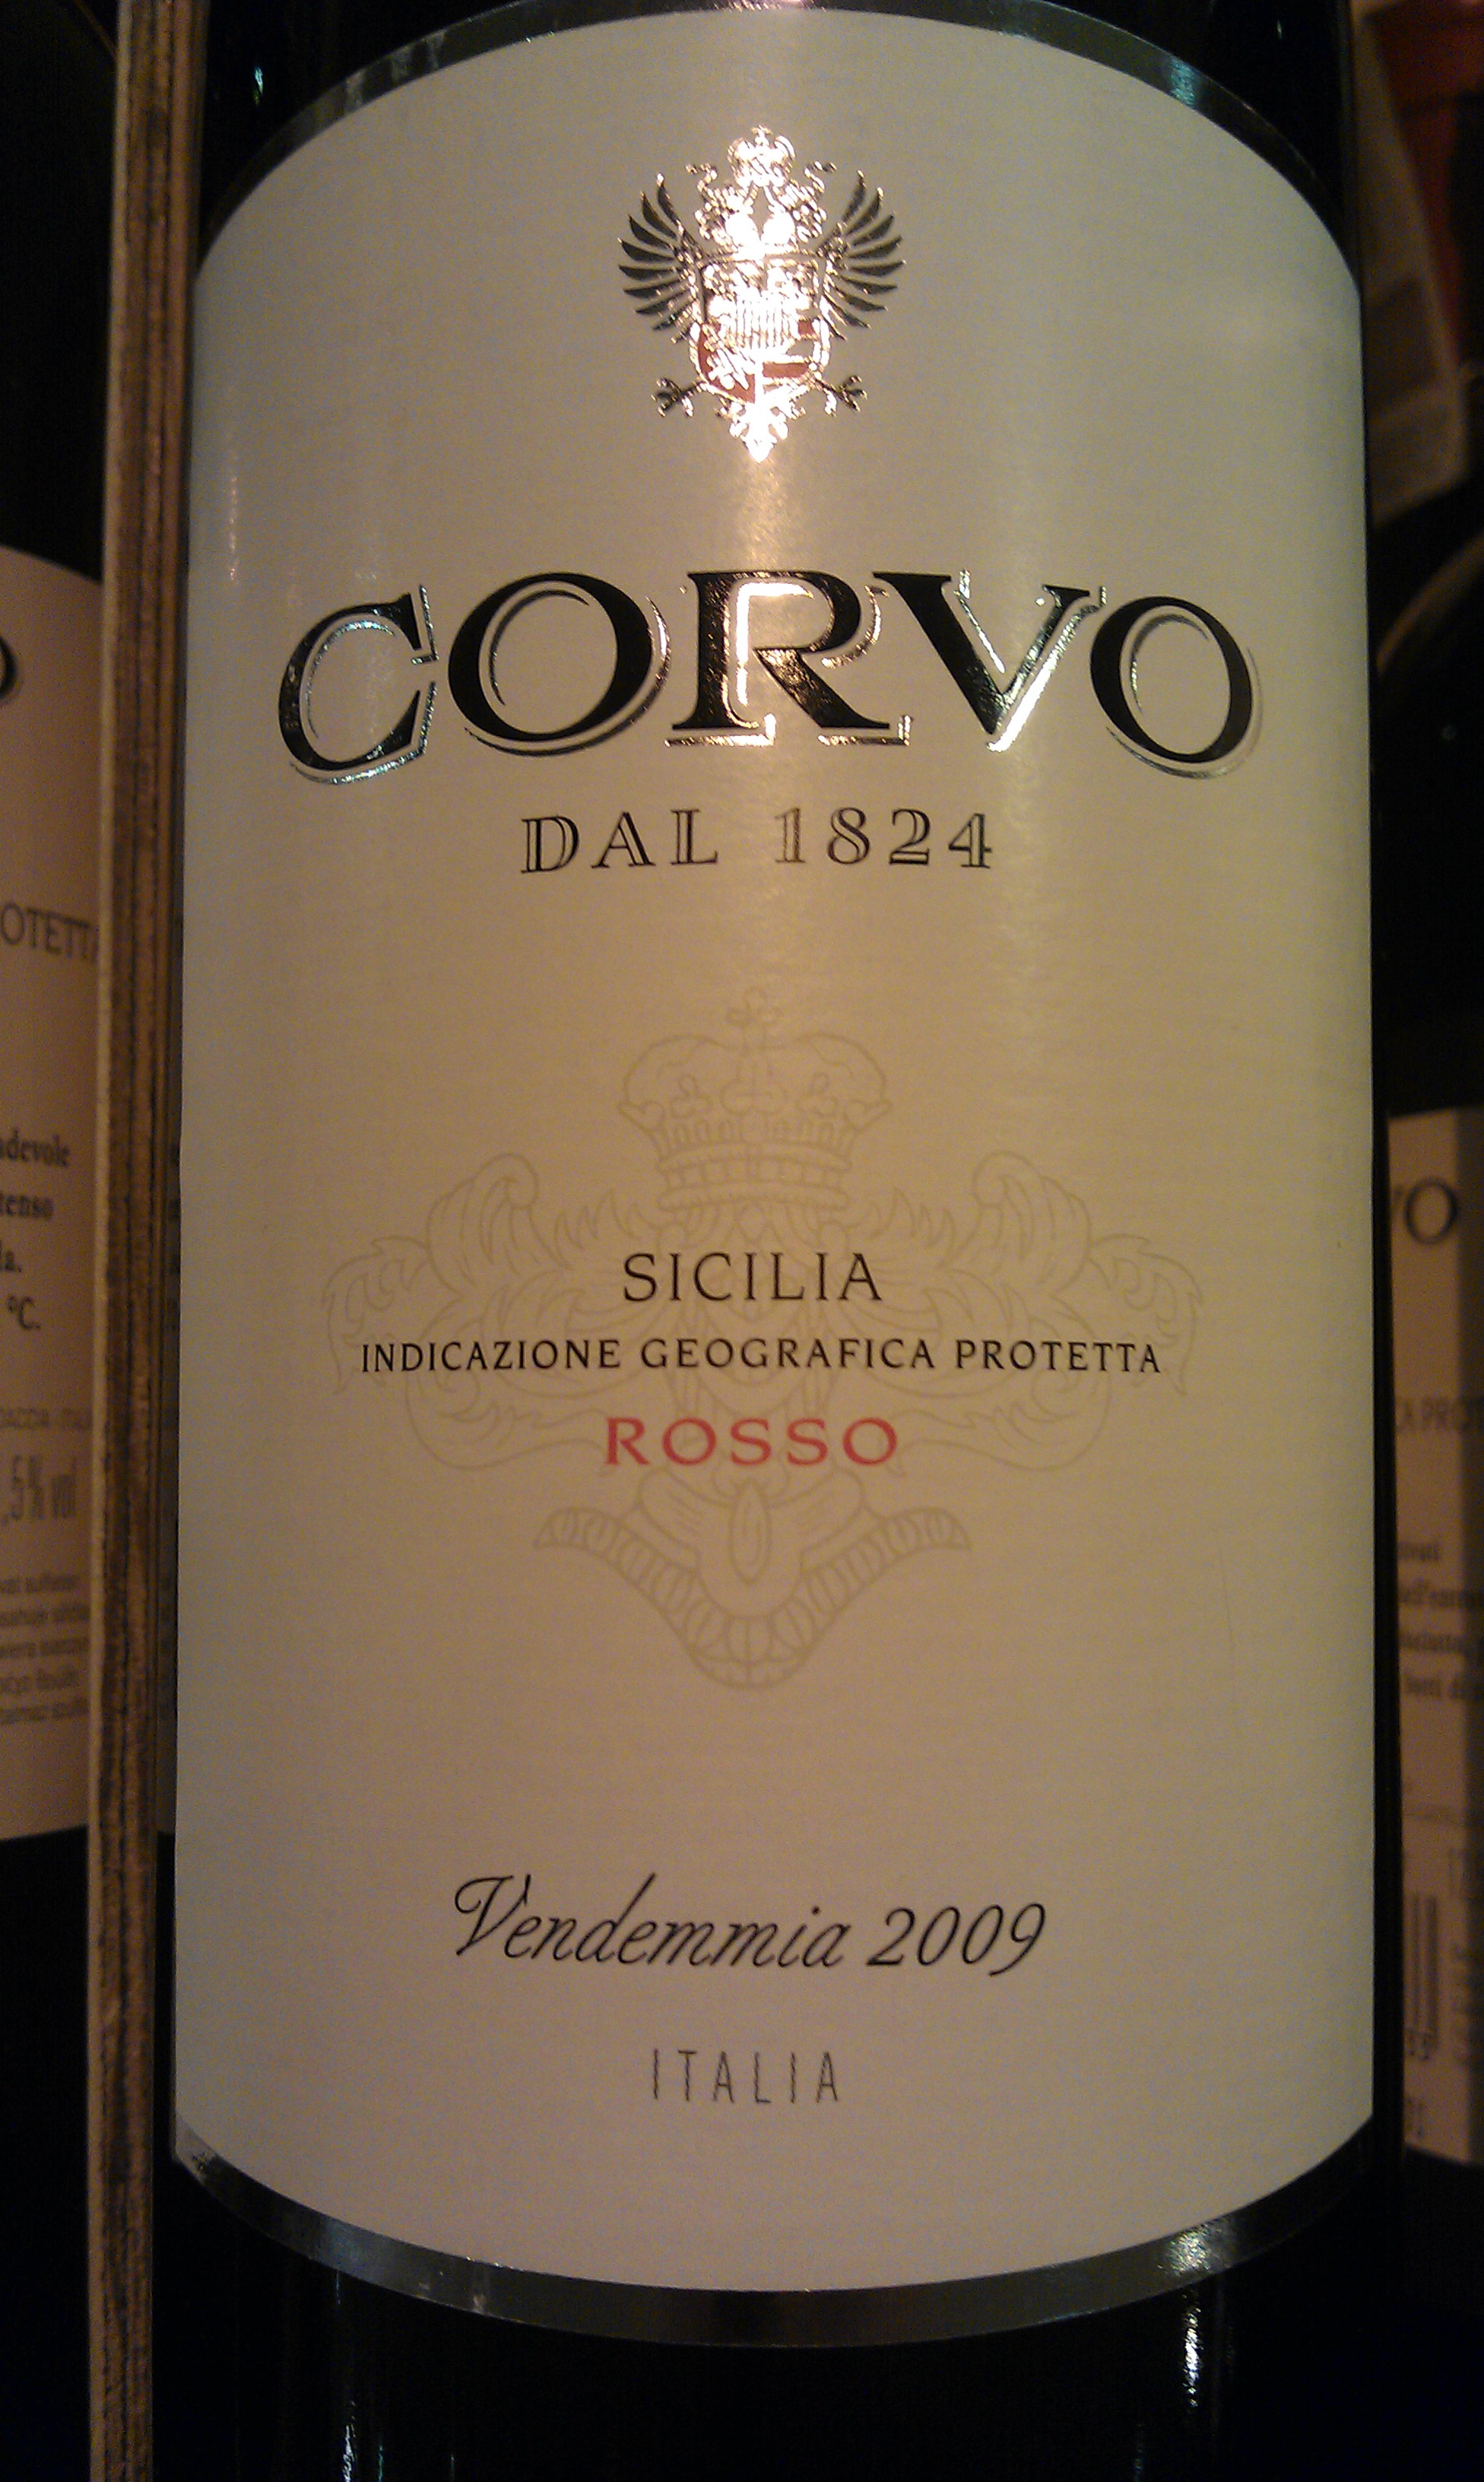 CORVO
DAL 1824
SICILIA
INDICAZIONE GEOGRAFICA PROTETTA
ROSSO
Vendemmia 2009
ITALIA